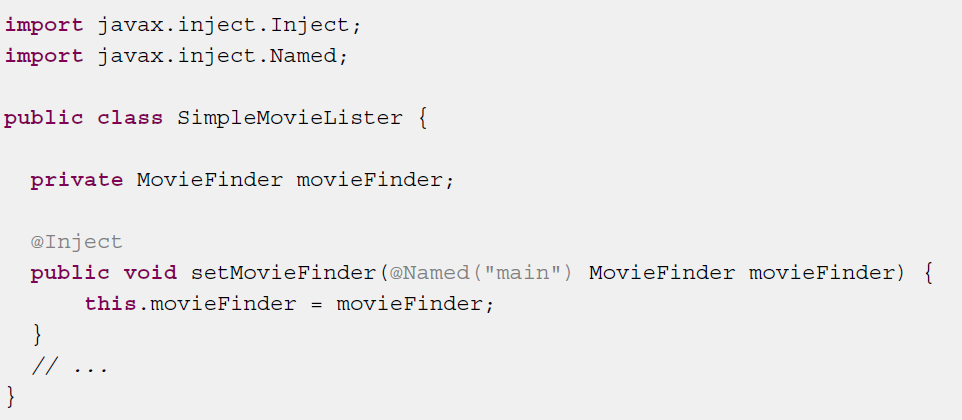 import javax.inject.Inject;
import javax.inject.Named;
public class SimpleMovieLister {
private MovieFinder movieFinder;
@Inject
public void setMovieFinder(@Named("main") MovieFinder movieFinder) {
this.movieFinder = movieFinder;
}
// ...
}